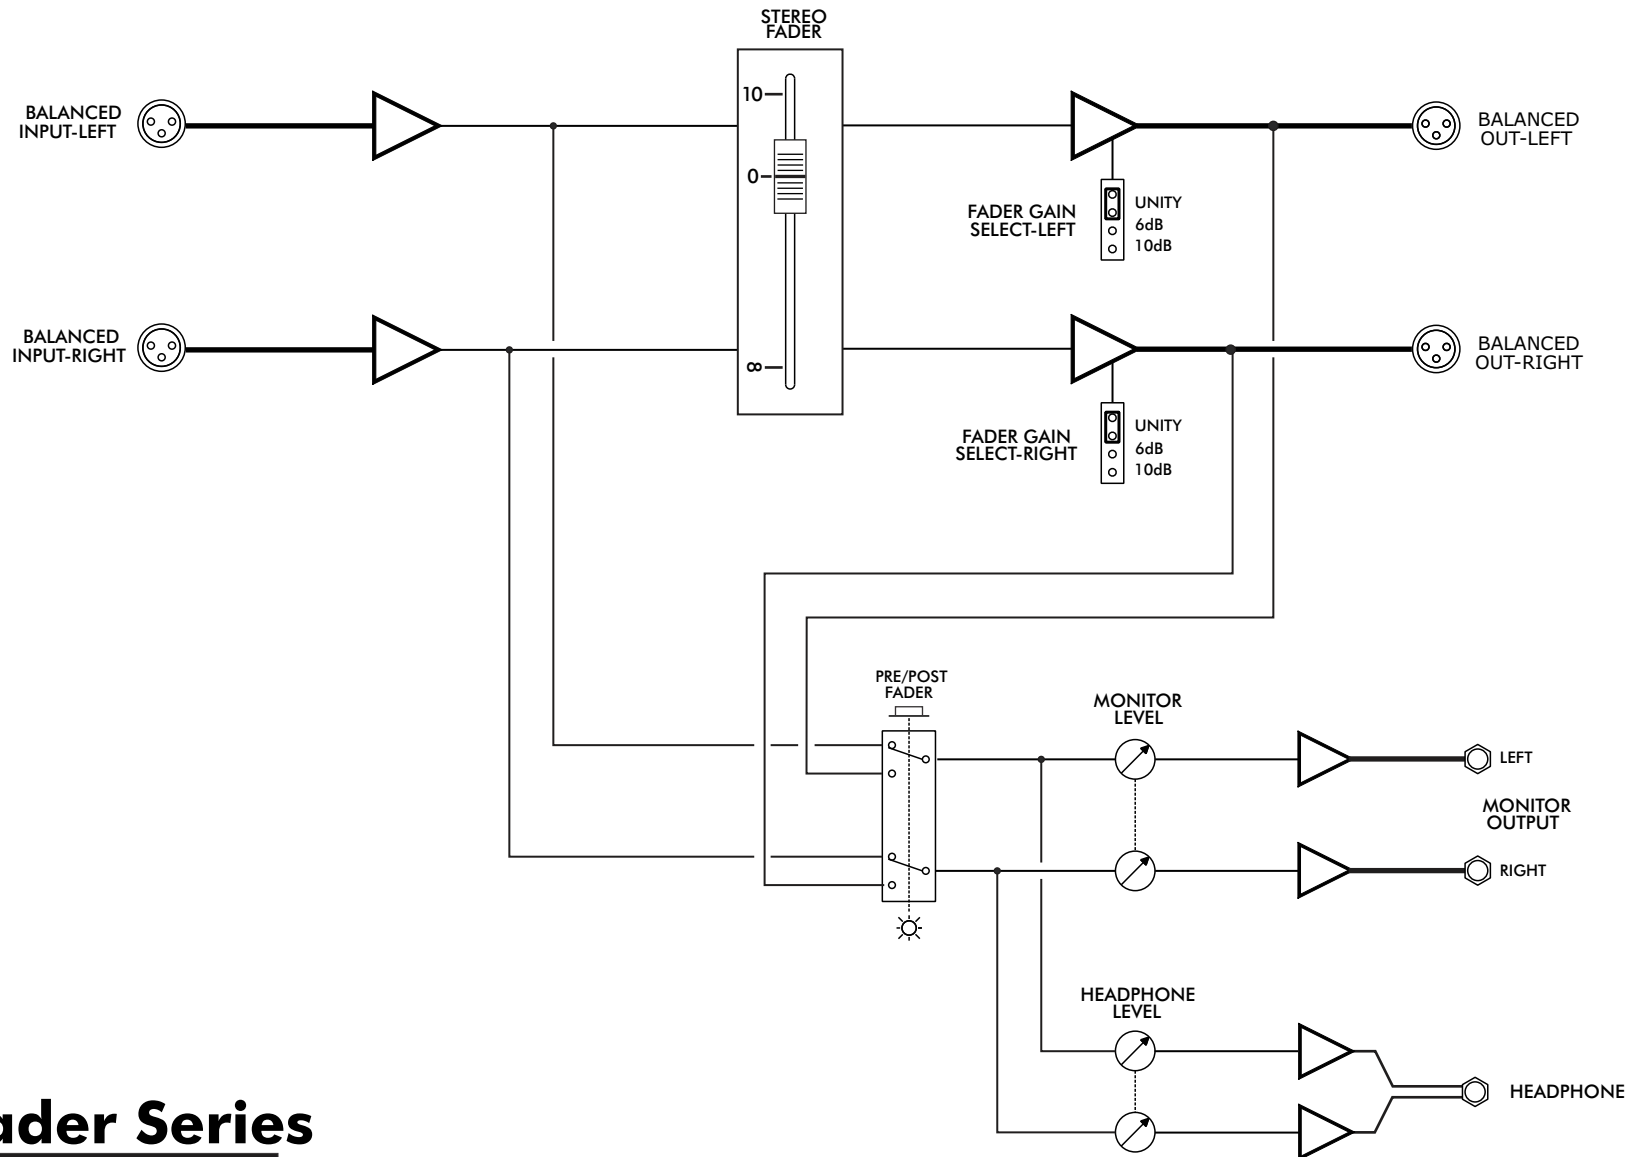 STEREO
FADER
10
0
∞
BALANCED
INPUT-LEFT
BALANCED
OUT-LEFT
FADER GAIN
SELECT-LEFT
UNITY
6dB
10dB
BALANCED
INPUT-RIGHT
BALANCED
OUT-RIGHT
FADER GAIN
SELECT-RIGHT
UNITY
6dB
10dB
PRE/POST
FADER
MONITOR
LEVEL
LEFT
MONITOR
OUTPUT
RIGHT
HEADPHONE
LEVEL
HEADPHONE
Series